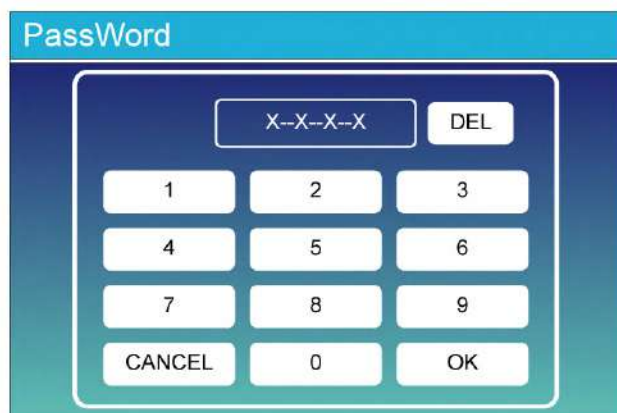 PassWord
X--X--X--X DEL
1 2 3
4 5 6
7 8 9
CANCEL 0 OK